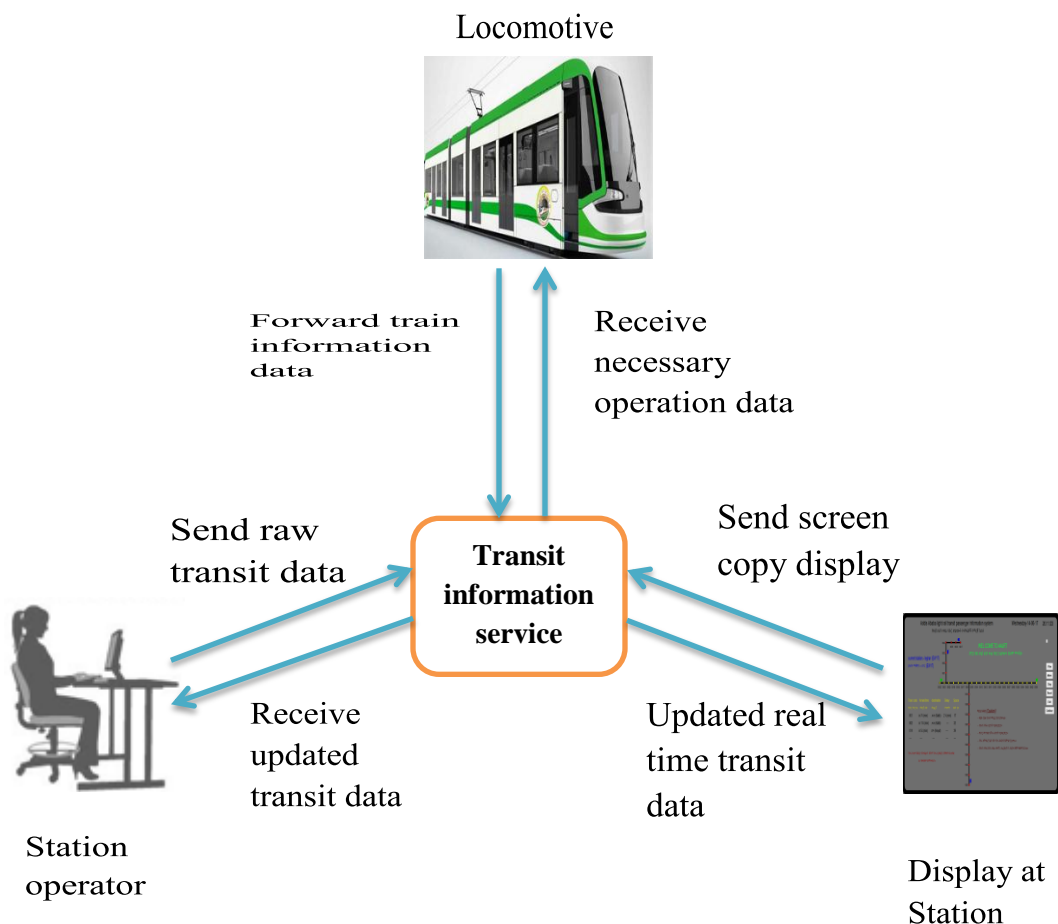 Locomotive
Forward train
information
data
Receive
necessary
operation data
Send raw
transit data
Transit
information
service
Send screen
copy display
Receive
updated
transit data
Updated real
time transit
data
Station
operator
Display at
Station